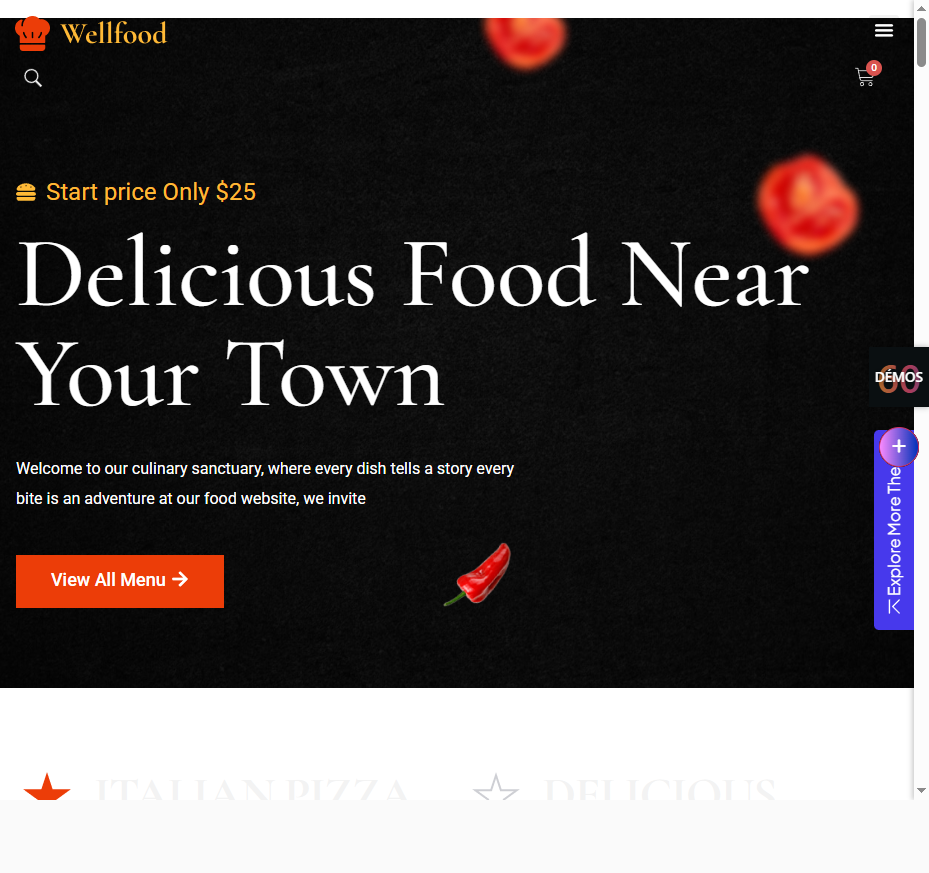 Wellfood
0
Start price Only $25
Delicious Food Near
Your Town
DÉMOS
60
Welcome to our culinary sanctuary, where every dish tells a story every
bite is an adventure at our food website, we invite
Explore More The
View All Menu
ITALIAN PIZZA
DELICIOUS